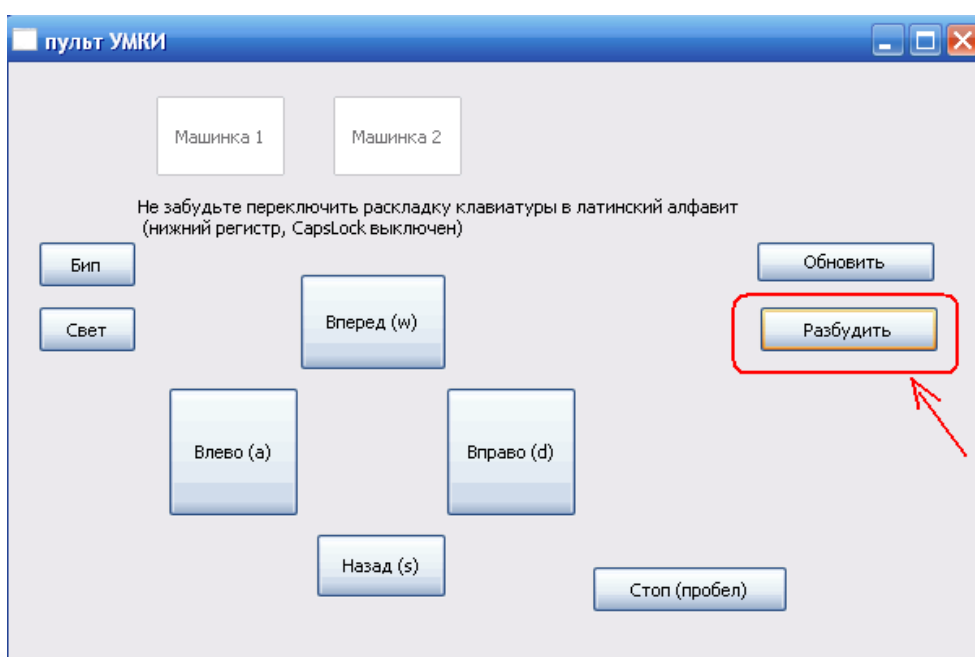 пульт УМКИ
Машинка 1 Машинка 2
Не забудьте переключить раскладку клавиатуры в латинский алфавит
(нижний регистр, CapsLock выключен)
Бип
Обновить
Свет
Вперед (w)
Разбудить
Влево (a)
Вправо (d)
Назад (s)
Стоп (пробел)